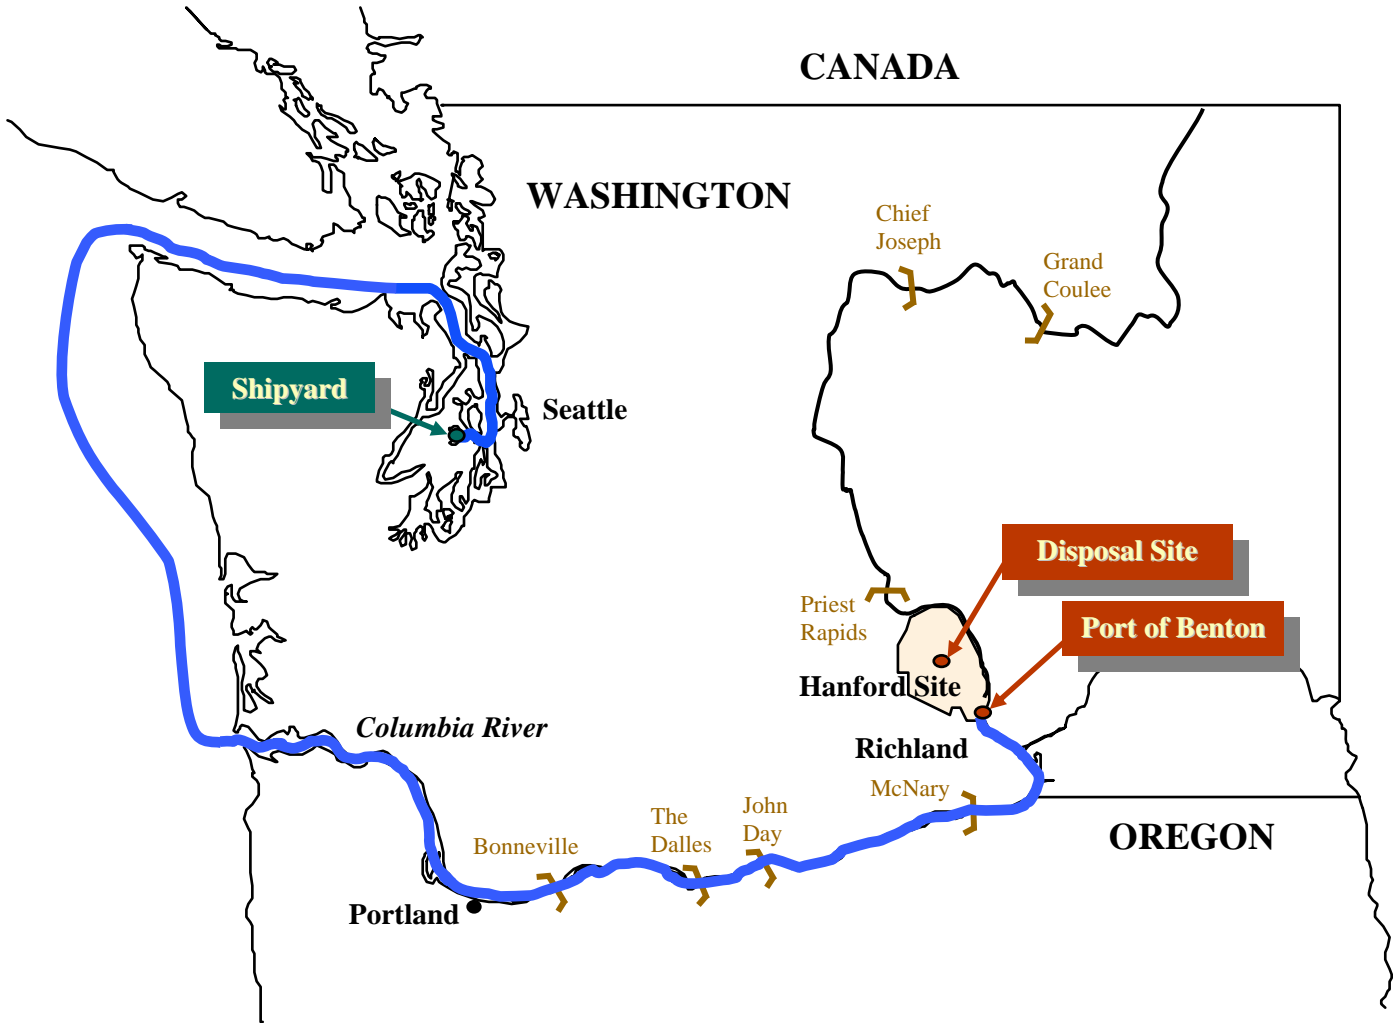 CANADA
WASHINGTON
Chief
Joseph
Grand
Coulee
Shipyard
Seattle
Disposal Site
Priest
Rapids
Port of Benton
Hanford Site
Columbia River
Richland
McNary
The
Dalles
John
Day
Bonneville
OREGON
Portland